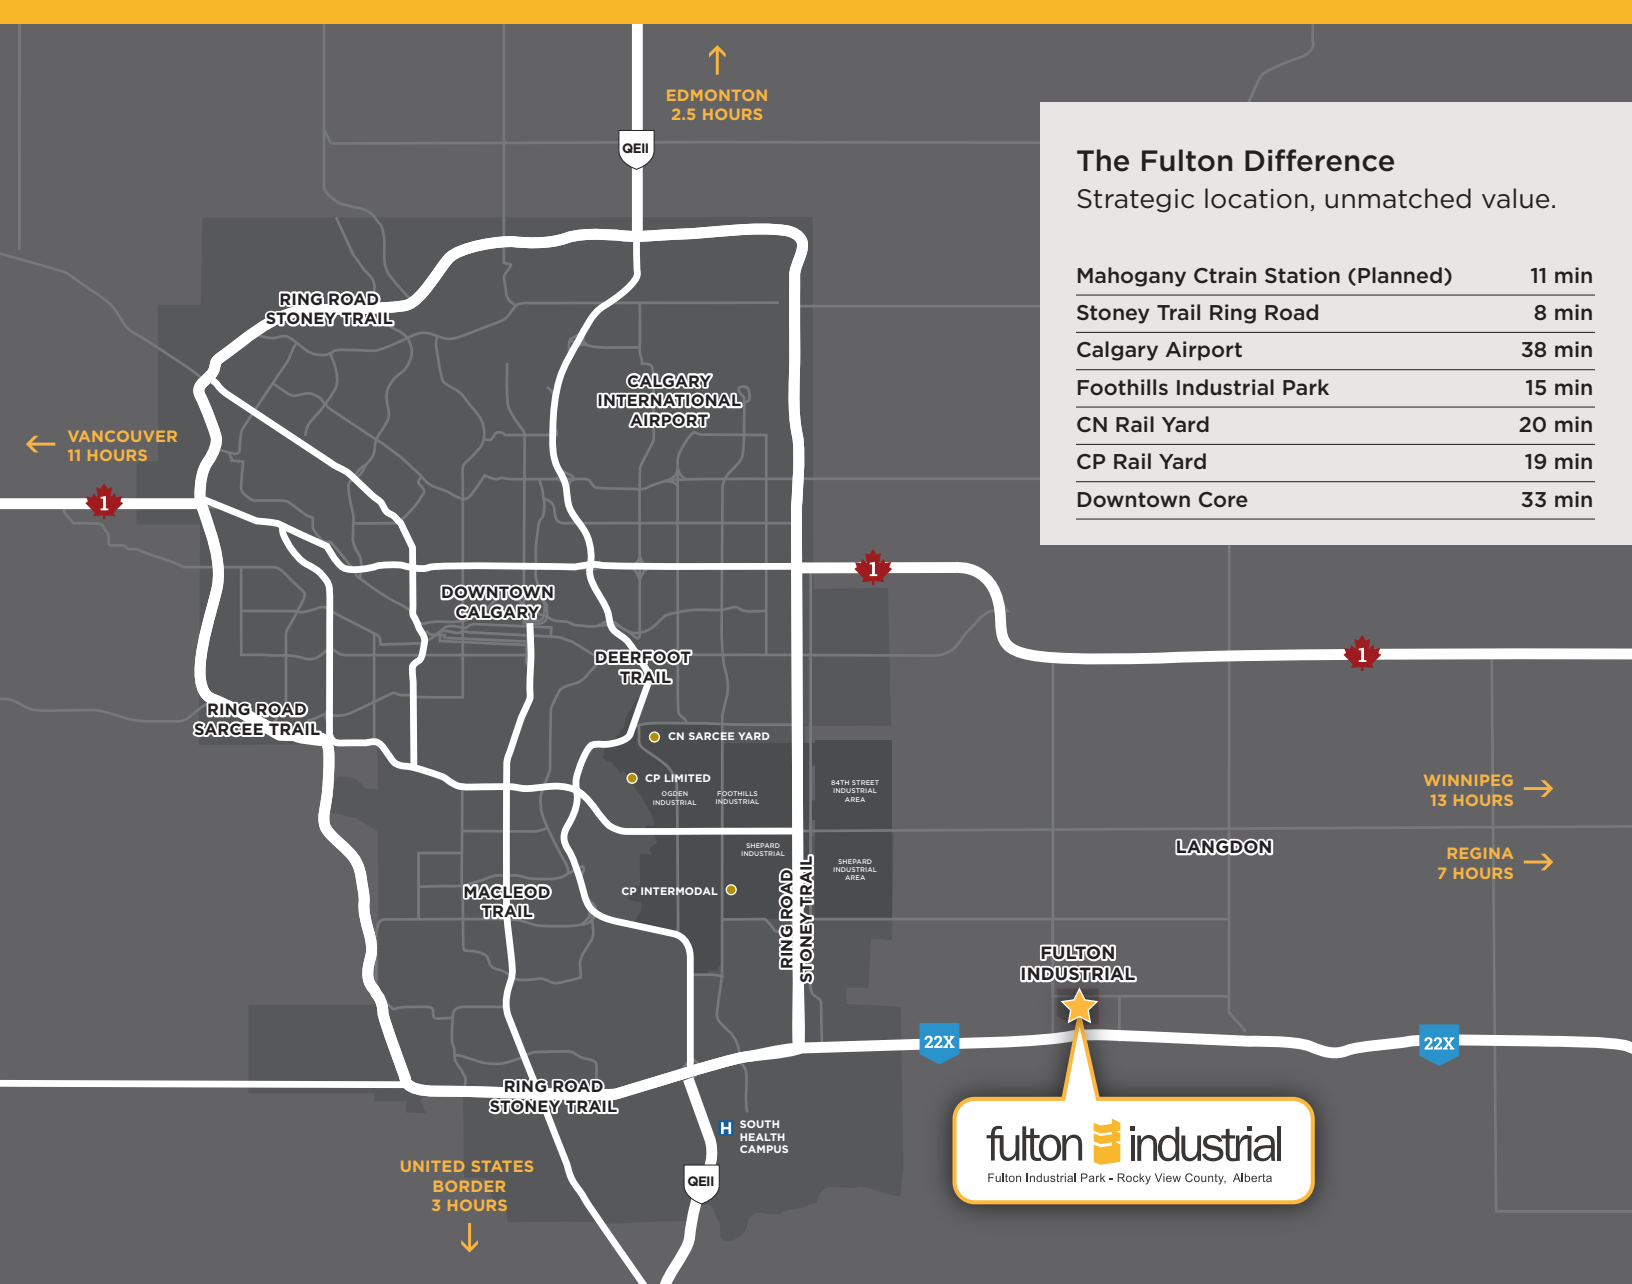 EDMONTON
2.5 HOURS
QEII
The Fulton Difference
Strategic location, unmatched value.
Mahogany Ctrain Station (Planned) 11 min
Stoney Trail Ring Road 8 min
Calgary Airport 38 min
Foothills Industrial Park 15 min
CN Rail Yard 20 min
CP Rail Yard 19 min
Downtown Core 33 min
RING ROAD
STONEY TRAIL
CALGARY
INTERNATIONAL
AIRPORT
VANCOUVER
11 HOURS
1
1
DOWNTOWN
CALGARY
DEERFOOT
TRAIL
1
RING ROAD
SARCEE TRAIL
CN SARCEE YARD
CP LIMITED
OGDEN
INDUSTRIAL
FOOTHILLS
INDUSTRIAL
84TH STREET
INDUSTRIAL
AREA
WINNIPEG
13 HOURS
SHEPARD
INDUSTRIAL
SHEPARD
INDUSTRIAL
AREA
LANGDON
REGINA
7 HOURS
MACLEOD
TRAIL
CP INTERMODAL
RING ROAD
STONEY TRAIL
FULTON
INDUSTRIAL
22X
22X
RING ROAD
STONEY TRAIL
H
SOUTH
HEALTH
CAMPUS
fulton industrial
Fulton Industrial Park - Rocky View County, Alberta
UNITED STATES
BORDER
3 HOURS
QEII